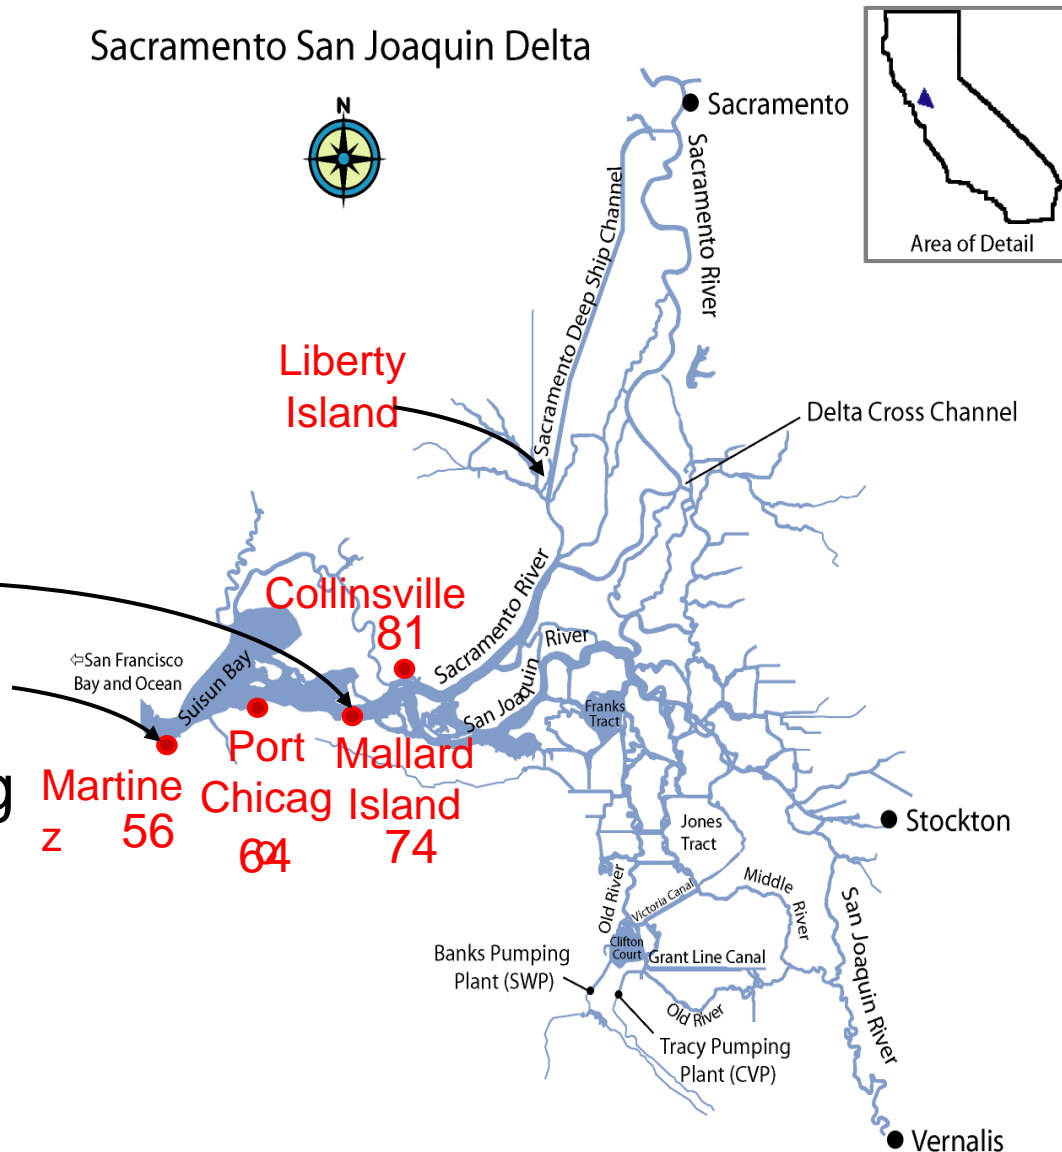 Sacramento San Joaquin Delta
N
Sacramento
Area of Detail
Sacramento River
Sacramento Deep Ship Channel
Liberty
Island
Delta Cross Channel
Collinsville
81
Sacramento River
River
San Joaquin
⇦San Francisco
Bay and Ocean
Suisun Bay
Franks
Tract
g
Martine
z
56
Port
Chicag
o
64
Mallard
Island
74
Stockton
Jones
Tract
Middle
River
Old River
Victoria Canal
San Joaquin River
Clifton
Court
Grant Line Canal
Banks Pumping
Plant (SWP)
Old River
Tracy Pumping
Plant (CVP)
Vernalis